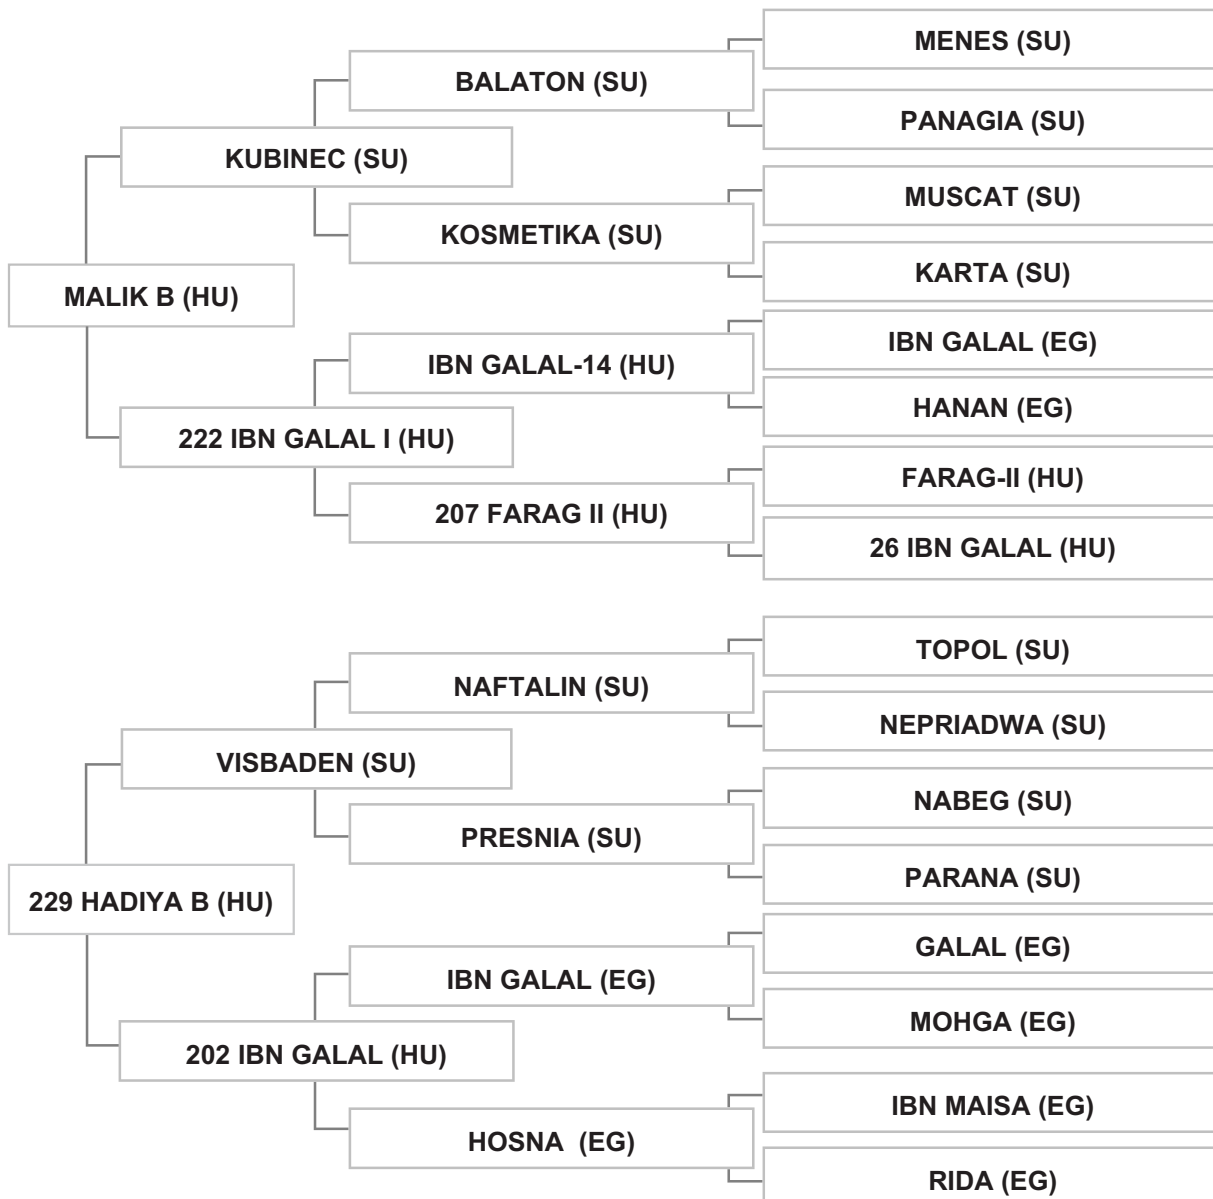 MENES (SU)
BALATON (SU)
PANAGIA (SU)
KUBINEC (SU)
MUSCAT (SU)
KOSMETIKA (SU)
KARTA (SU)
MALIK B (HU)
IBN GALAL (EG)
IBN GALAL-14 (HU)
HANAN (EG)
222 IBN GALAL I (HU)
FARAG-II (HU)
207 FARAG II (HU)
26 IBN GALAL (HU)
TOPOL (SU)
NAFTALIN (SU)
NEPRIADWA (SU)
VISBADEN (SU)
NABEG (SU)
PRESNIA (SU)
PARANA (SU)
229 HADIYA B (HU)
GALAL (EG)
IBN GALAL (EG)
MOHGA (EG)
202 IBN GALAL (HU)
IBN MAISA (EG)
HOSNA (EG)
RIDA (EG)